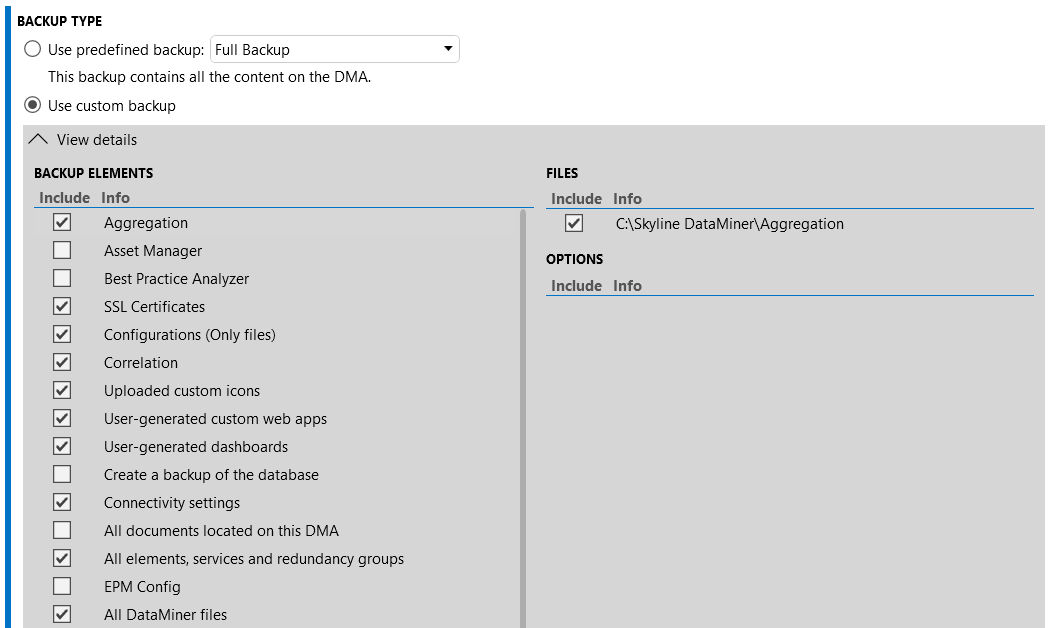 BACKUP TYPE
Use predefined backup: Full Backup
This backup contains all the content on the DMA.
Use custom backup
View details
BACKUP ELEMENTS
Include Info
Aggregation
Asset Manager
Best Practice Analyzer
SSL Certificates
Configurations (Only files)
Correlation
Uploaded custom icons
User-generated custom web apps
User-generated dashboards
Create a backup of the database
Connectivity settings
All documents located on this DMA
All elements, services and redundancy groups
EPM Config
All DataMiner files
FILES
Include Info
C:\Skyline DataMiner\Aggregation
OPTIONS
Include Info